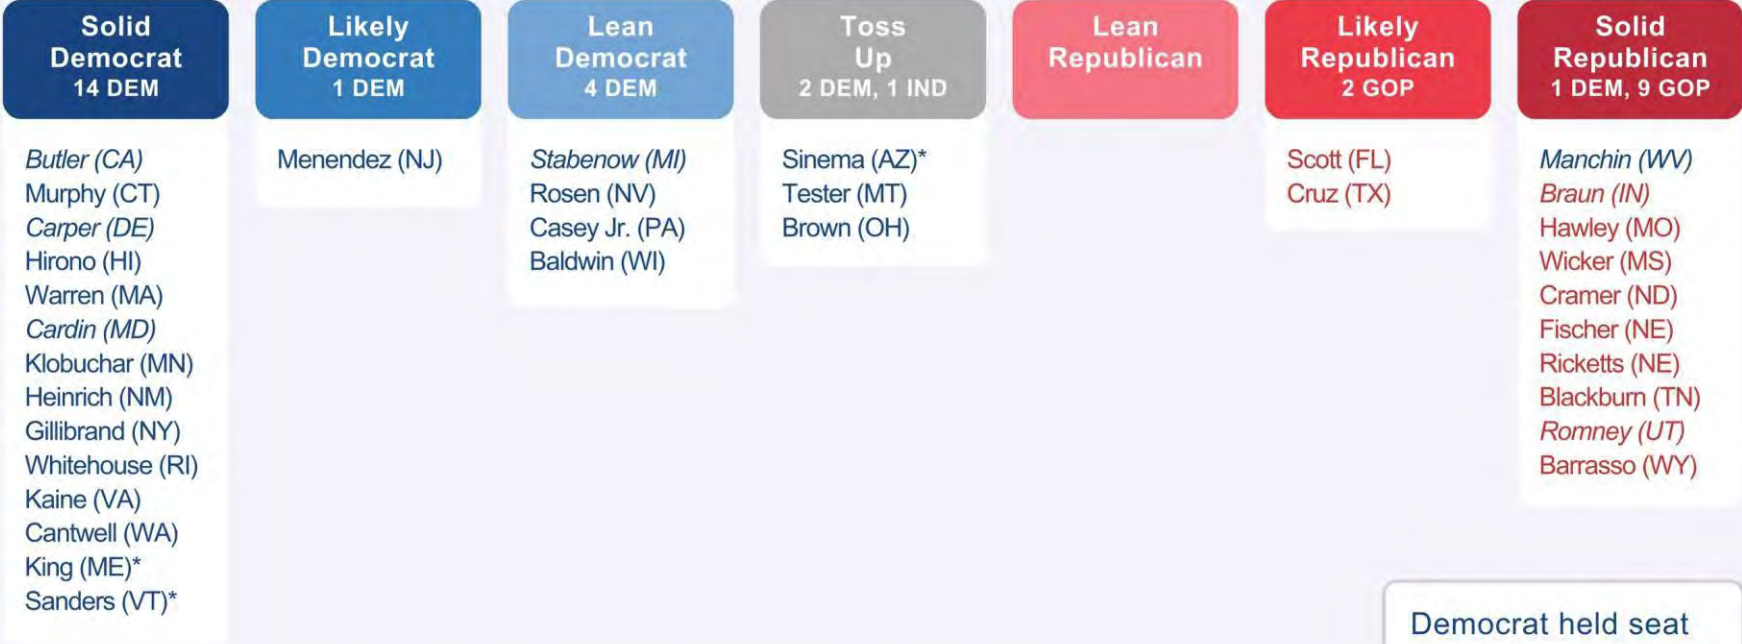 Solid
Democrat
14 DEM
Butler (CA)
Murphy (CT)
Carper (DE)
Hirono (HI)
Warren (MA)
Cardin (MD)
Klobuchar (MN)
Heinrich (NM)
Gillibrand (NY)
Whitehouse (RI)
Kaine (VA)
Cantwell (WA)
King (ME)*
Sanders (VT)*
Likely
Democrat
1 DEM
Menendez (NJ)
Lean
Democrat
4 DEM
Stabenow (MI)
Rosen (NV)
Casey Jr. (PA)
Baldwin (WI)
Toss
Up
2 DEM, 1 IND
Sinema (AZ)*
Tester (MT)
Brown (OH)
Lean
Republican
Likely
Republican
2 GOP
Scott (FL)
Cruz (TX)
Solid
Republican
1 DEM, 9 GOP
Manchin (WV)
Braun (IN)
Hawley (MO)
Wicker (MS)
Cramer (ND)
Fischer (NE)
Ricketts (NE)
Blackburn (TN)
Romney (UT)
Barrasso (WY)
Democrat held seat